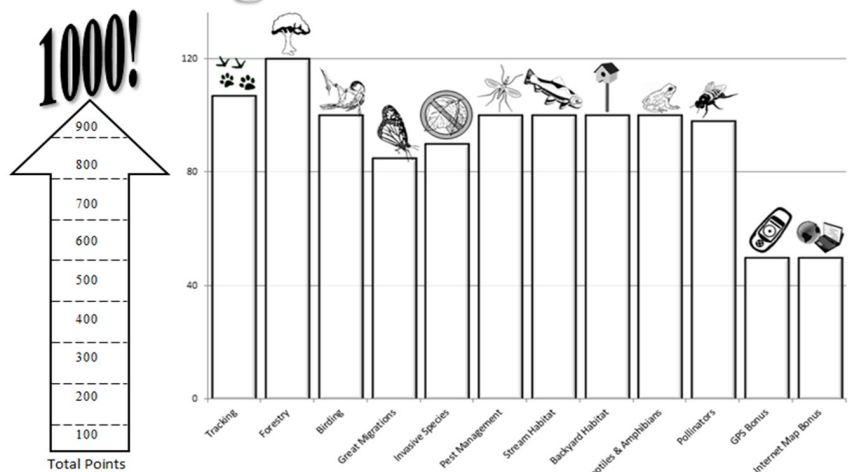 1000!
900
800
700
600
500
400
300
200
100
Total Points
120
80
40
0
Tracking
Forestry
Birding
Great Migrations
Invasive Species
Pest Management
Stream Habitat
Backyard Habitat
& Amphibians
Pollinators
GPS Bonus
Internet Map Bonus